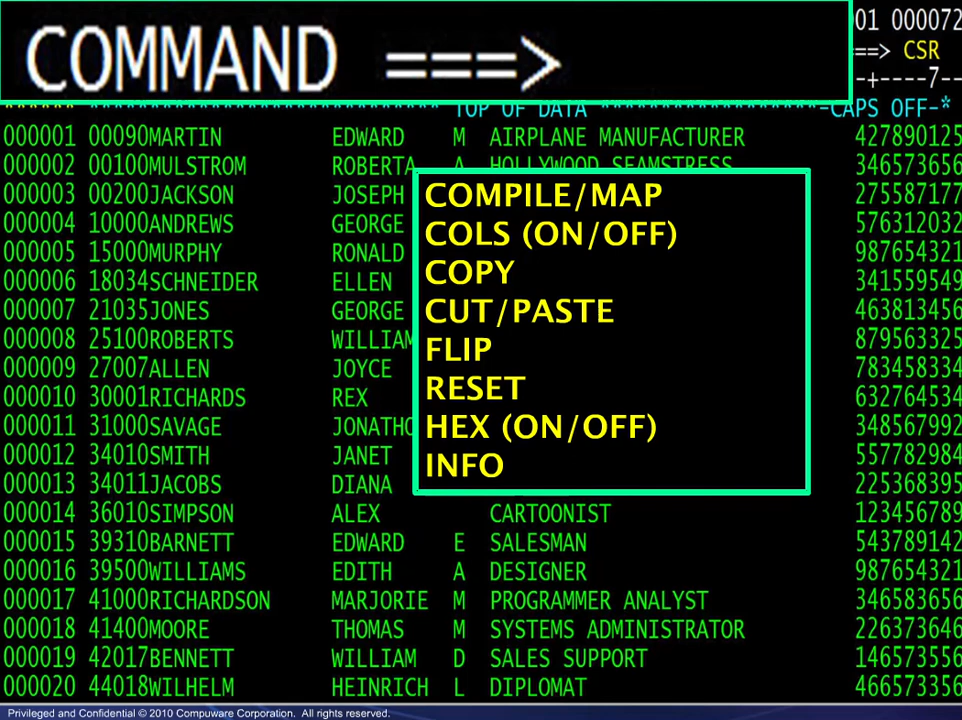 COMMAND ===>
01 000072
==> CSR
-+----7--
TOP OF DATA ******************=CAPS OFF-*
000001 00090MARTIN EDWARD M AIRPLANE MANUFACTURER 427890125
000002 00100MULSTROM ROBERTA A HOLLYWOOD SEAMSTRESS 346573656
000003 00200JACKSON JOSEPH 275587177
000004 10000ANDREWS GEORGE 576312032
000005 15000MURPHY RONALD 987654321
000006 18034SCHNEIDER ELLEN 341559549
000007 21035JONES GEORGE 463813456
000008 25100ROBERTS WILLIAM 879563325
000009 27007ALLEN JOYCE 783458334
000010 30001RICHARDS REX 632764534
000011 31000SAVAGE JONATHO 348567992
000012 34010SMITH JANET 557782984
000013 34011JACOBS DIANA 225368395
COMPILE/MAP
COLS (ON/OFF)
COPY
CUT/PASTE
FLIP
RESET
HEX (ON/OFF)
INFO
000014 36010SIMPSON ALEX CARTOONIST 123456789
000015 39310BARNETT EDWARD E SALESMAN 543789142
000016 39500WILLIAMS EDITH A DESIGNER 987654321
000017 41000RICHARDSON MARJORIE M PROGRAMMER ANALYST 346583656
000018 41400MOORE THOMAS M SYSTEMS ADMINISTRATOR 226373646
000019 42017BENNETT WILLIAM D SALES SUPPORT 146573556
000020 44018WILHELM HEINRICH L DIPLOMAT 466573356
Privileged and Confidential © 2010 Compuware Corporation. All rights reserved.